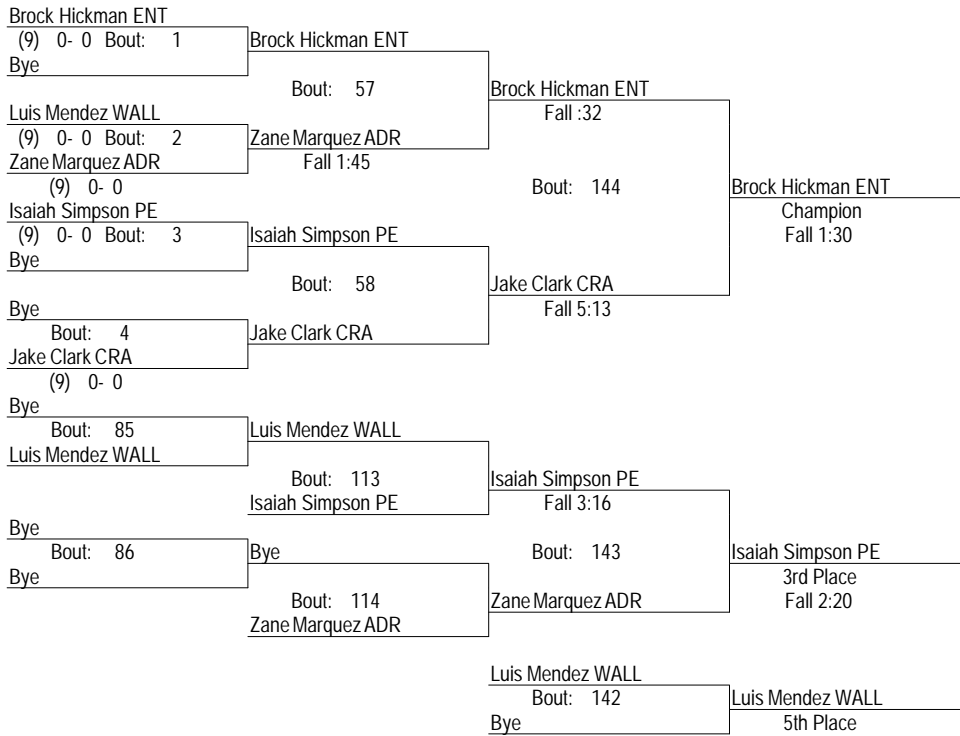 Brock Hickman ENT
(9) 0- 0 Bout: 1 Brock Hickman ENT
Bye
Bout: 57 Brock Hickman ENT
Luis Mendez WALL Fall :32
(9) 0- 0 Bout: 2 Zane Marquez ADR
Zane Marquez ADR Fall 1:45
(9) 0- 0 Bout: 144 Brock Hickman ENT
Isaiah Simpson PE Champion
(9) 0- 0 Bout: 3 Isaiah Simpson PE Fall 1:30
Bye
Bout: 58 Jake Clark CRA
Bye Fall 5:13
Bout: 4 Jake Clark CRA
Jake Clark CRA
(9) 0- 0
Bye
Bout: 85 Luis Mendez WALL
Luis Mendez WALL
Bout: 113 Isaiah Simpson PE
Isaiah Simpson PE Fall 3:16
Bye
Bout: 86 Bye Bout: 143 Isaiah Simpson PE
Bye 3rd Place
Bout: 114 Zane Marquez ADR Fall 2:20
Zane Marquez ADR
Luis Mendez WALL
Bout: 142 Luis Mendez WALL
Bye 5th Place